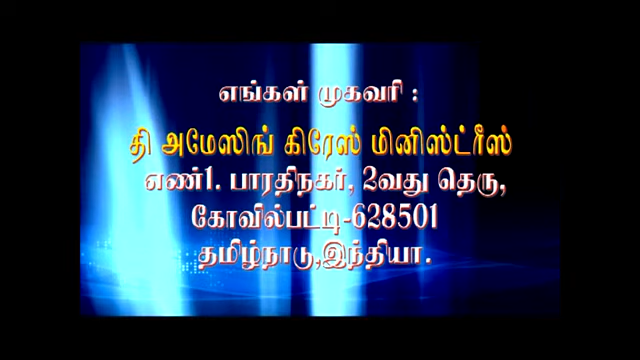 எங்கள் முகவரி :
தி அமேஸிங் கிரேஸ் மினிஸ்ட்ரீஸ்
எண்1. பாரதிநகர், 2வது தெரு,
கோவில்பட்டி-628501
தமிழ்நாடு,இந்தியா.